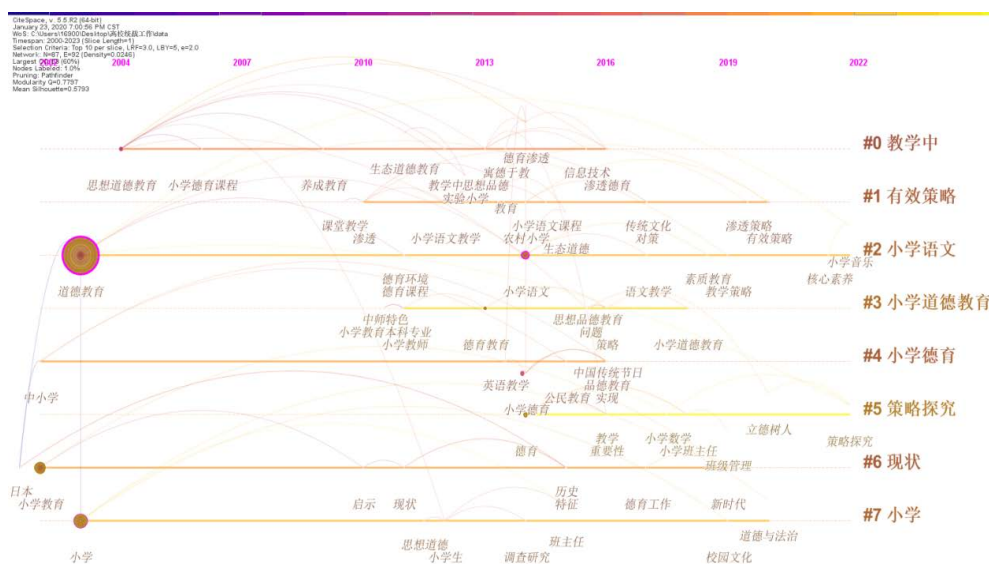 CiteSpace, v. 5.5.R2 (64-bit)
January 23, 2020 7:00:56 PM CST
WoS: C:\Users\16900\Desktop\高校统战工作\data
Timespan: 2000-2023 (Slice Length=1)
Selection Criteria: Top 10 per slice, LRF=3.0, LBY=5, e=2.0
Network: N=67, E=92 (Density=0.0246)
Nodes Labeled: 1.0%
Pruning: Pathfinder
Modularity Q=0.7797
Mean Silhouette=0.5793
2004 2007 2010 2013 2016 2019 2022
#0 教学中
德育渗透
生态道德教育 寓德于教 信息技术
思想道德教育 小学德育课程 养成教育 教学中思想品德 渗透德育
#1 有效策略
实验小学
教育
课堂教学 小学语文课程 传统文化 渗透策略
渗透 小学语文教学 农村小学 对策 有效策略
#2 小学语文
生态道德
小学音乐
德育环境 素质教育 核心素养
道德教育 德育课程 小学语文 语文教学 教学策略
#3 小学道德教育
中师特色 思想品德教育
小学教育本科专业 问题
小学教师 德育教育 策略 小学道德教育
#4 小学德育
中国传统节日
英语教学 品德教育
中小学 公民教育 实现
小学德育
#5 策略探究
立德树人
教学 小学数学 策略探究
德育 重要性 小学班主任
#6 现状
班级管理
日本 历史
小学教育 启示 现状 特征 德育工作 新时代
#7 小学
道德与法治
思想道德 班主任
小学 小学生 调查研究 校园文化